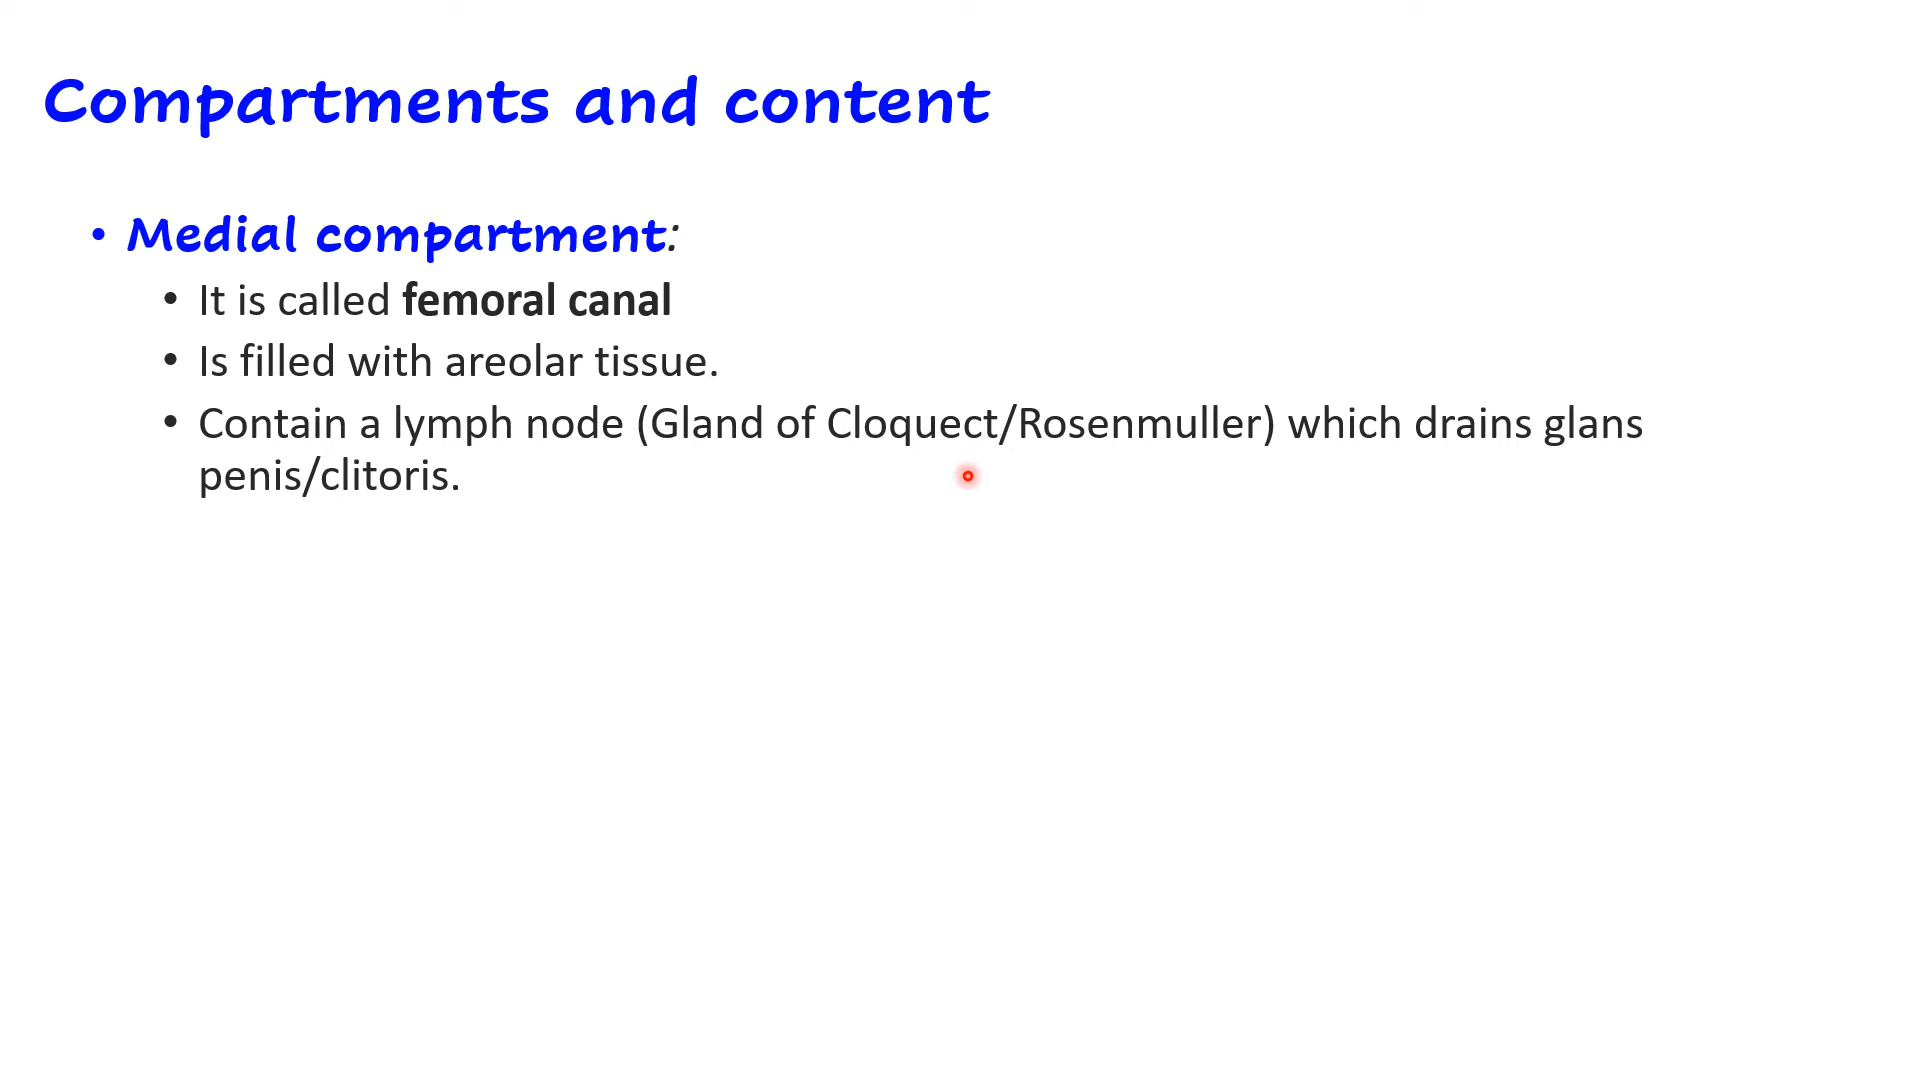 Compartments and content
• Medial compartment:
• It is called femoral canal
• Is filled with areolar tissue.
• Contain a lymph node (Gland of Cloquect/Rosenmuller) which drains glans
penis/clitoris.